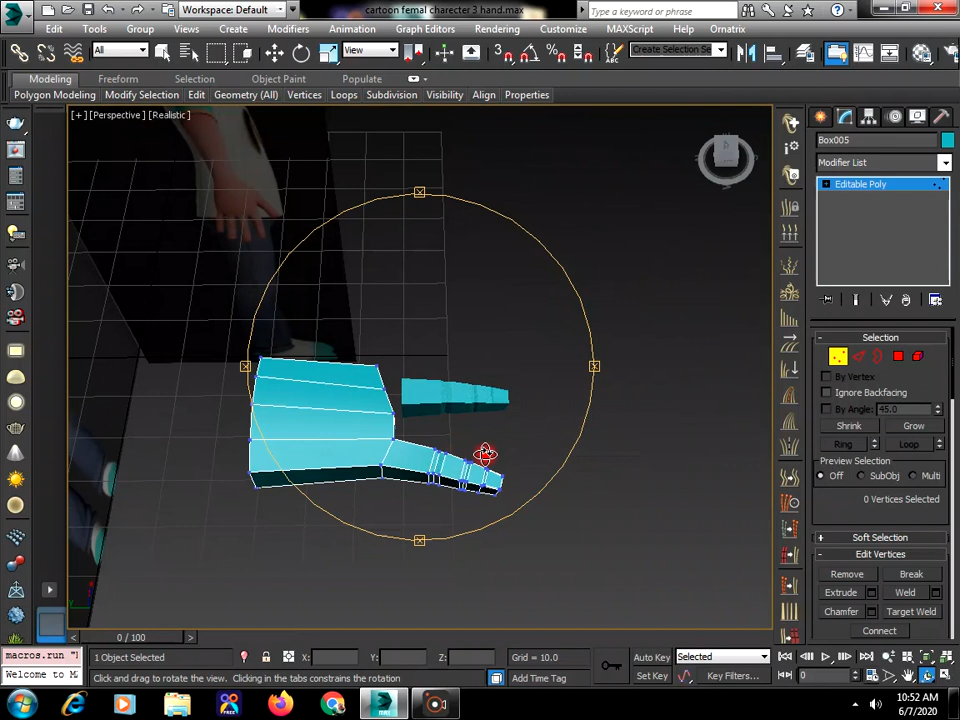 Workspace: Default
cartoon femal charecter 3 hand.max
Type a keyword or phrase
Edit Tools Group Views Create Modifiers Animation Graph Editors Rendering Customize MAXScript Help Ornatrix
All
View
Create Selection Se
Modeling Freeform Selection Object Paint Populate
Polygon Modeling Modify Selection Edit Geometry (All) Vertices Loops Subdivision Visibility Align Properties
[+] [Perspective] [Realistic]
Box005
Modifier List
Editable Poly
Selection
By Vertex
Ignore Backfacing
By Angle: 45.0
Shrink Grow
Ring Loop
Preview Selection
Off SubObj Multi
0 Vertices Selected
Soft Selection
Edit Vertices
Remove Break
Extrude Weld
Chamfer Target Weld
Connect
0 / 100
macros.run "
1 Object Selected X: Y: Z: Grid = 10.0 Auto Key Selected
Welcome to M
Click and drag to rotate the view. Clicking in the tabs constrains the rotation Add Time Tag Set Key Key Filters... 0
10:52 AM
6/7/2020